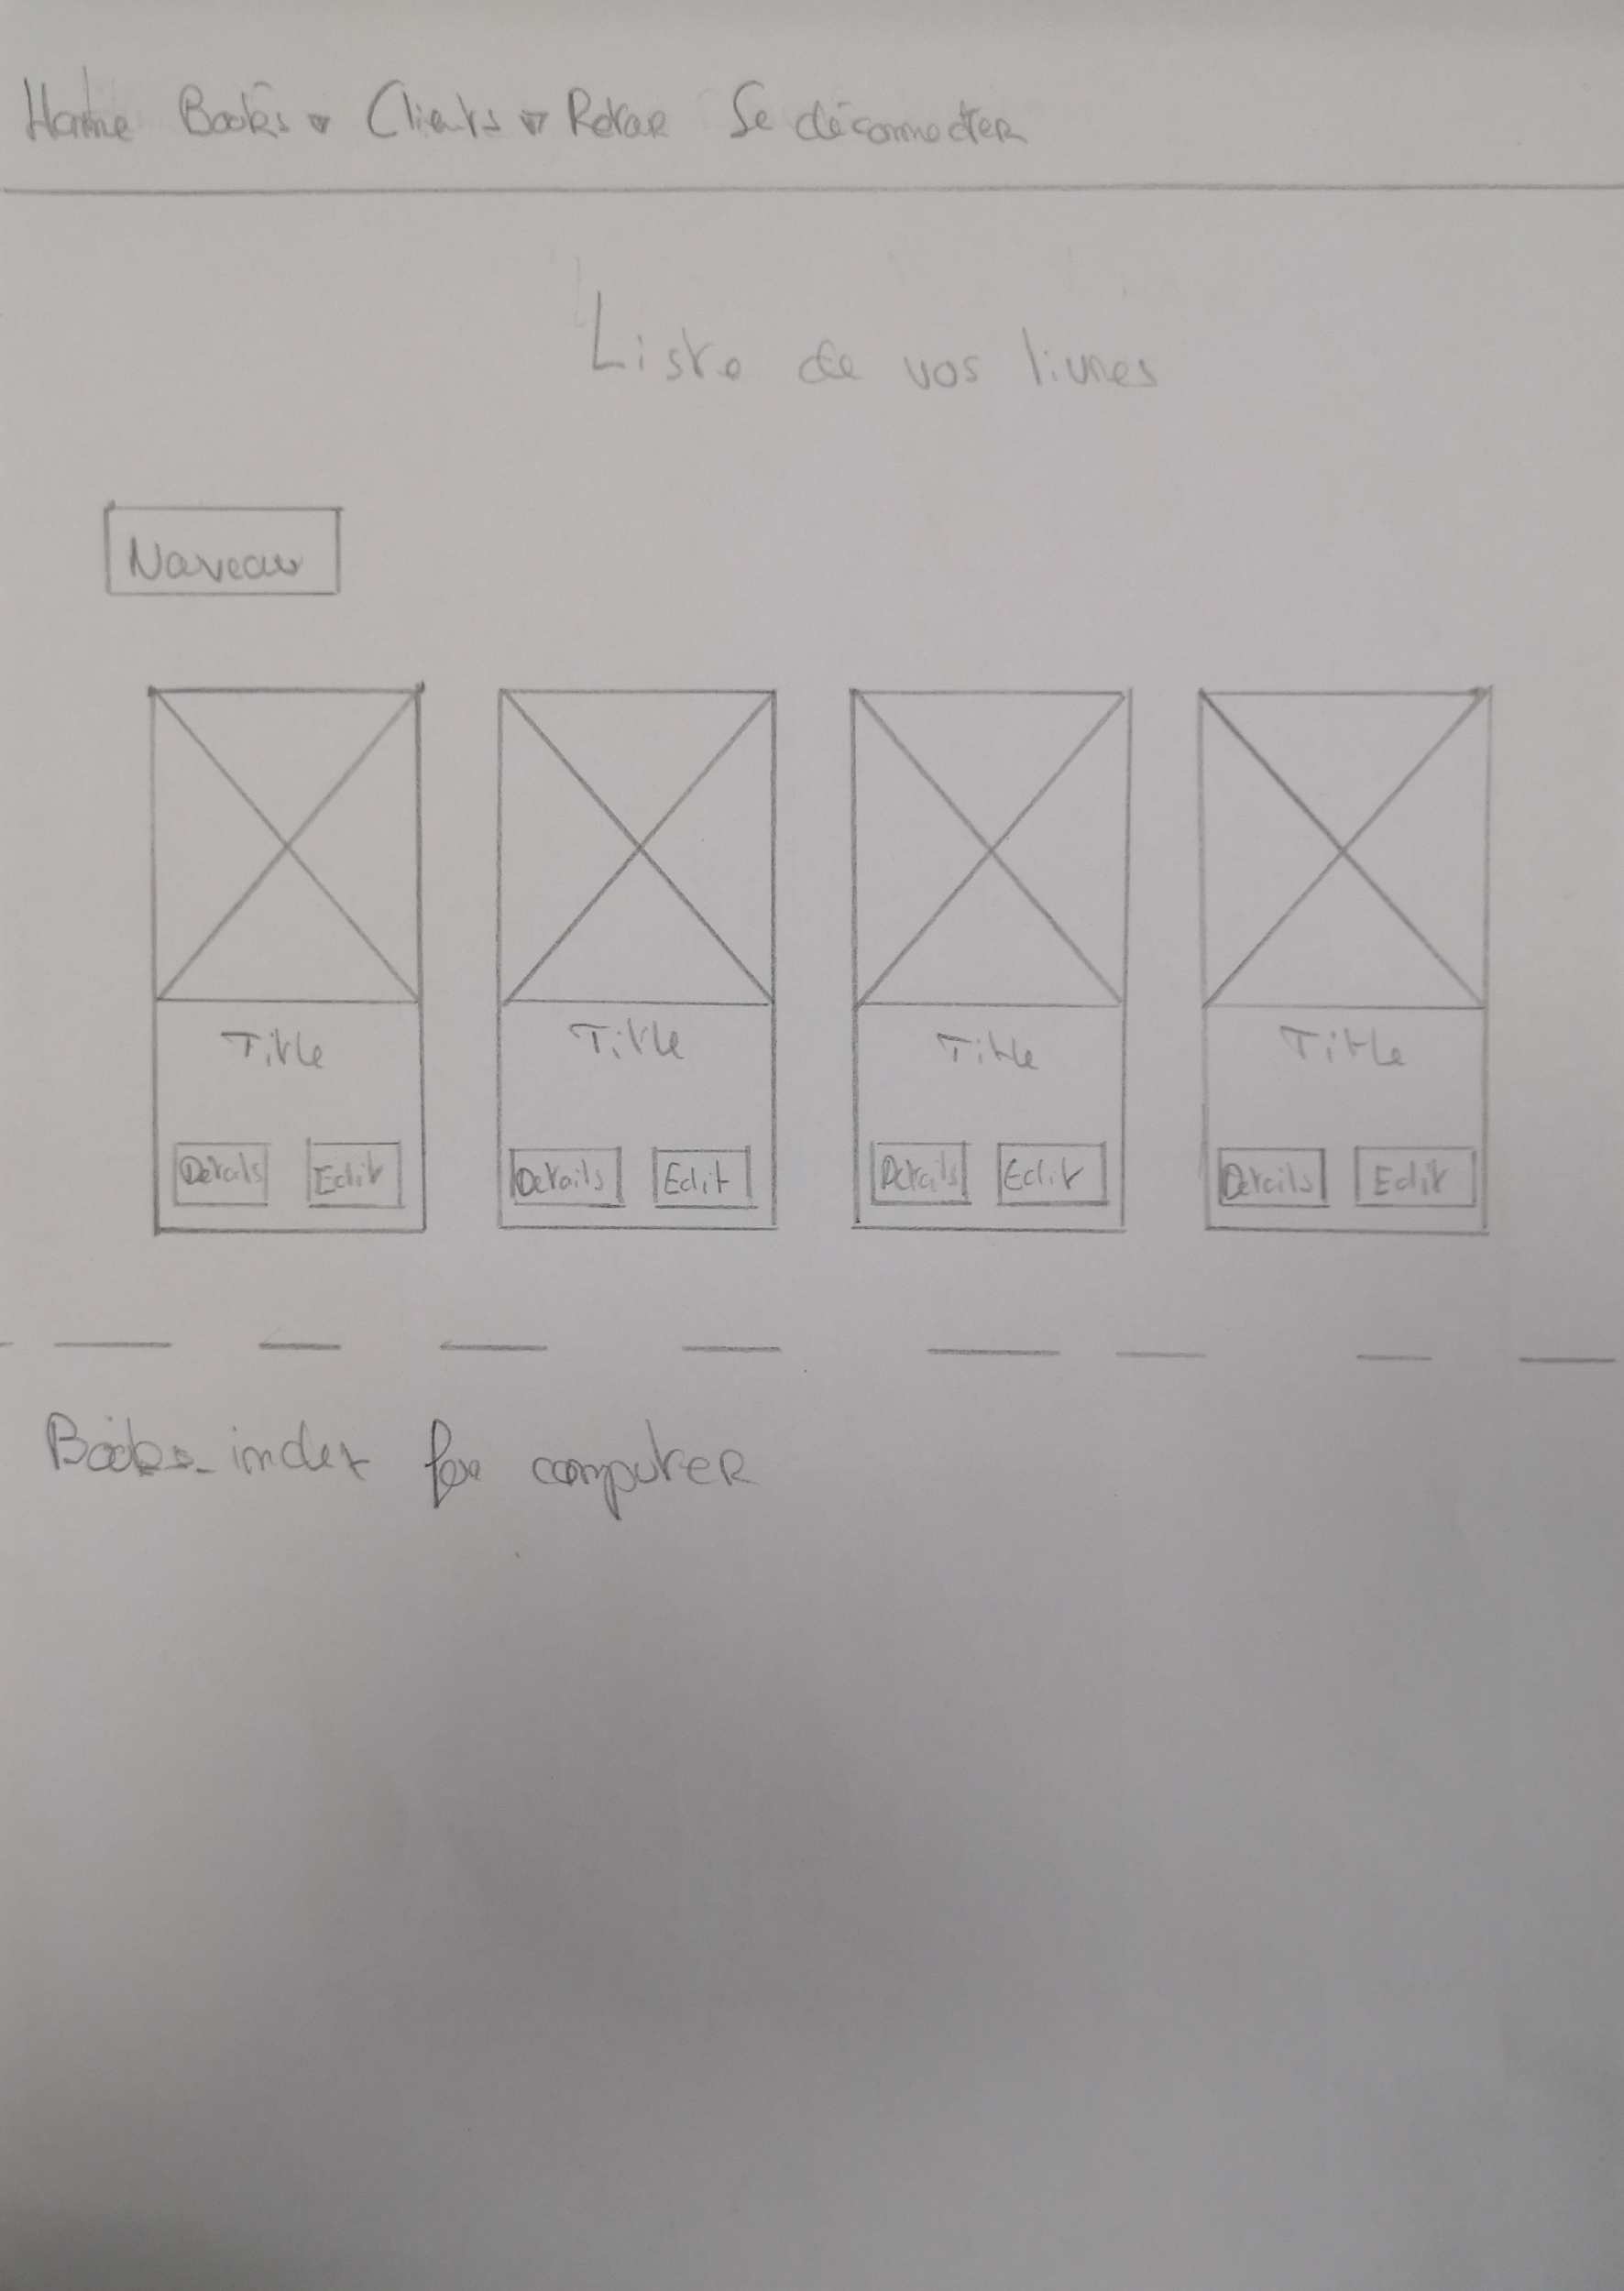 Home Books ▾ Clients ▾ Retar Se déconnecter
Liste de vos livres
Nouveau
Title Title Title Title
Details Edit Details Edit Details Edit Details Edit
Books_index for computer